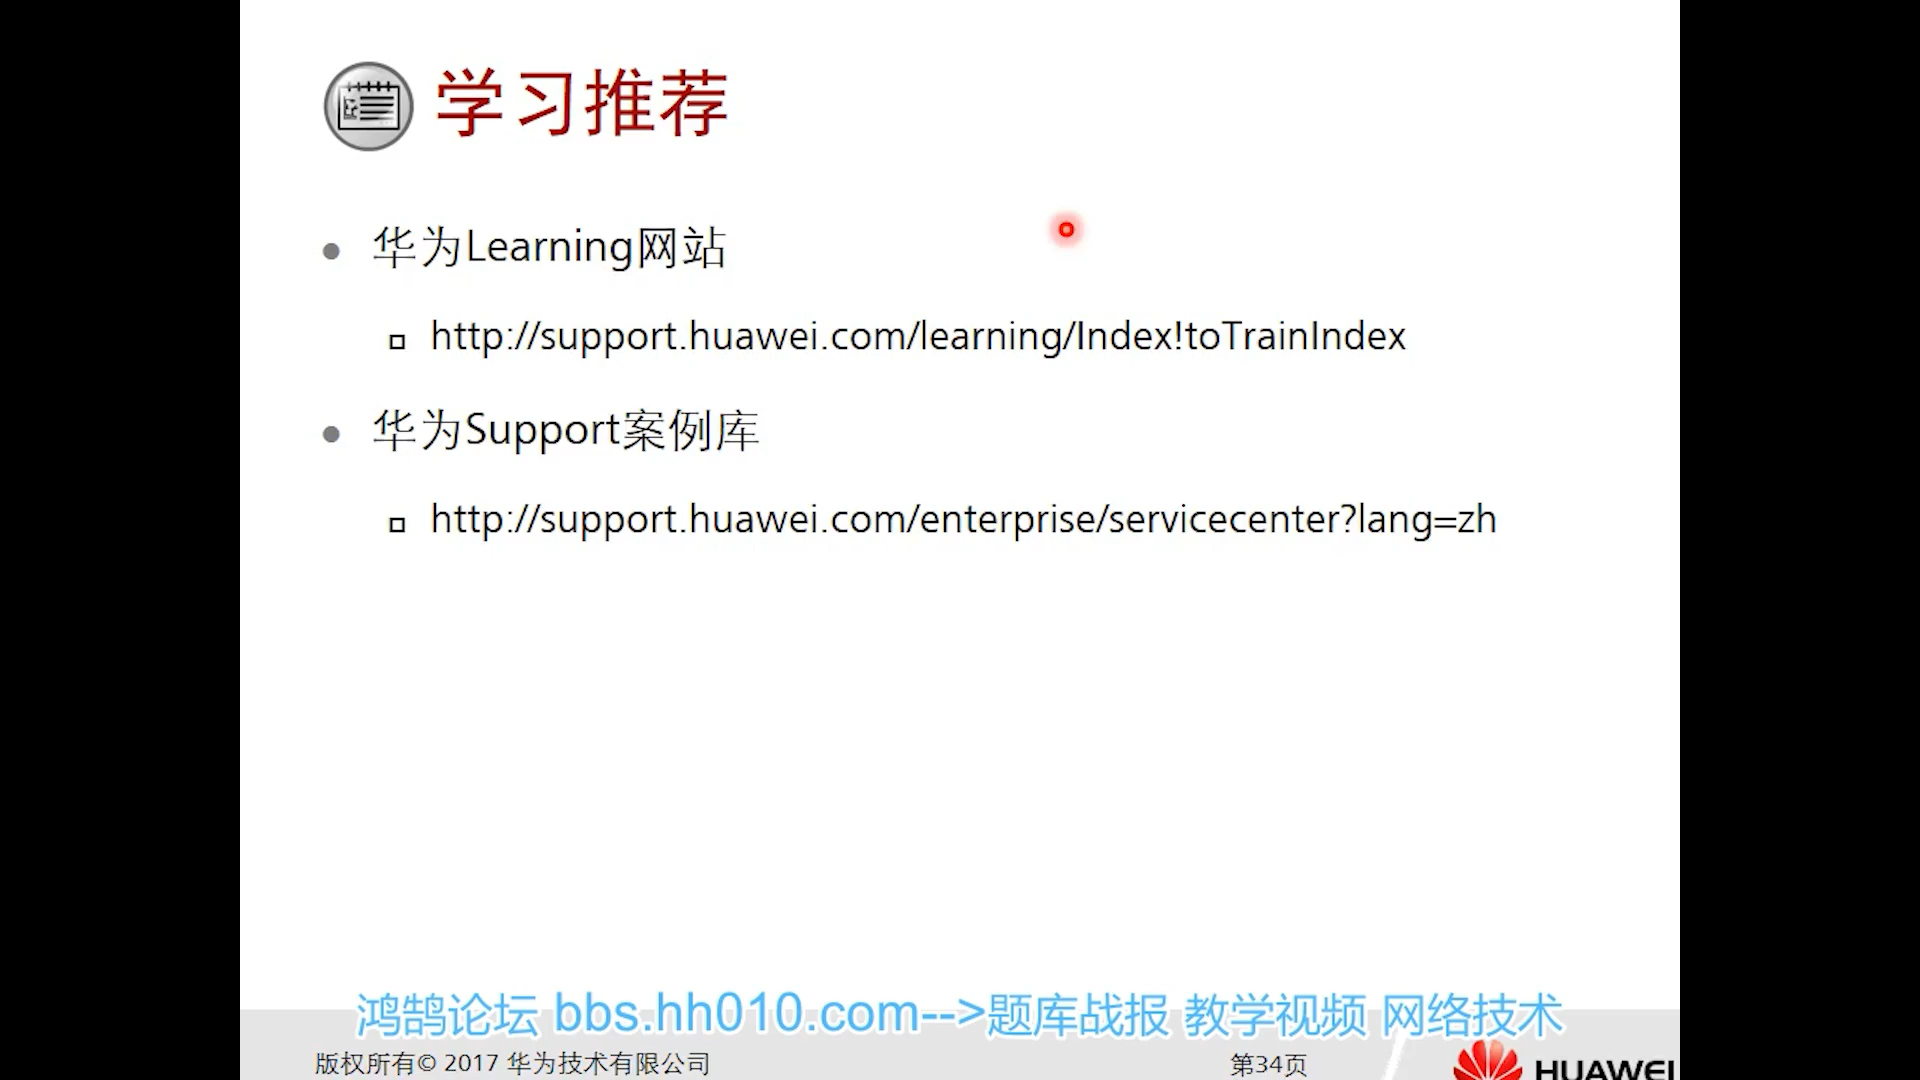 学习推荐
华为Learning网站
http://support.huawei.com/learning/Index!toTrainIndex
华为Support案例库
http://support.huawei.com/enterprise/servicecenter?lang=zh
鸿鹄论坛 bbs.hh010.com-->题库战报 教学视频 网络技术
版权所有© 2017 华为技术有限公司
第34页
HUAWEI